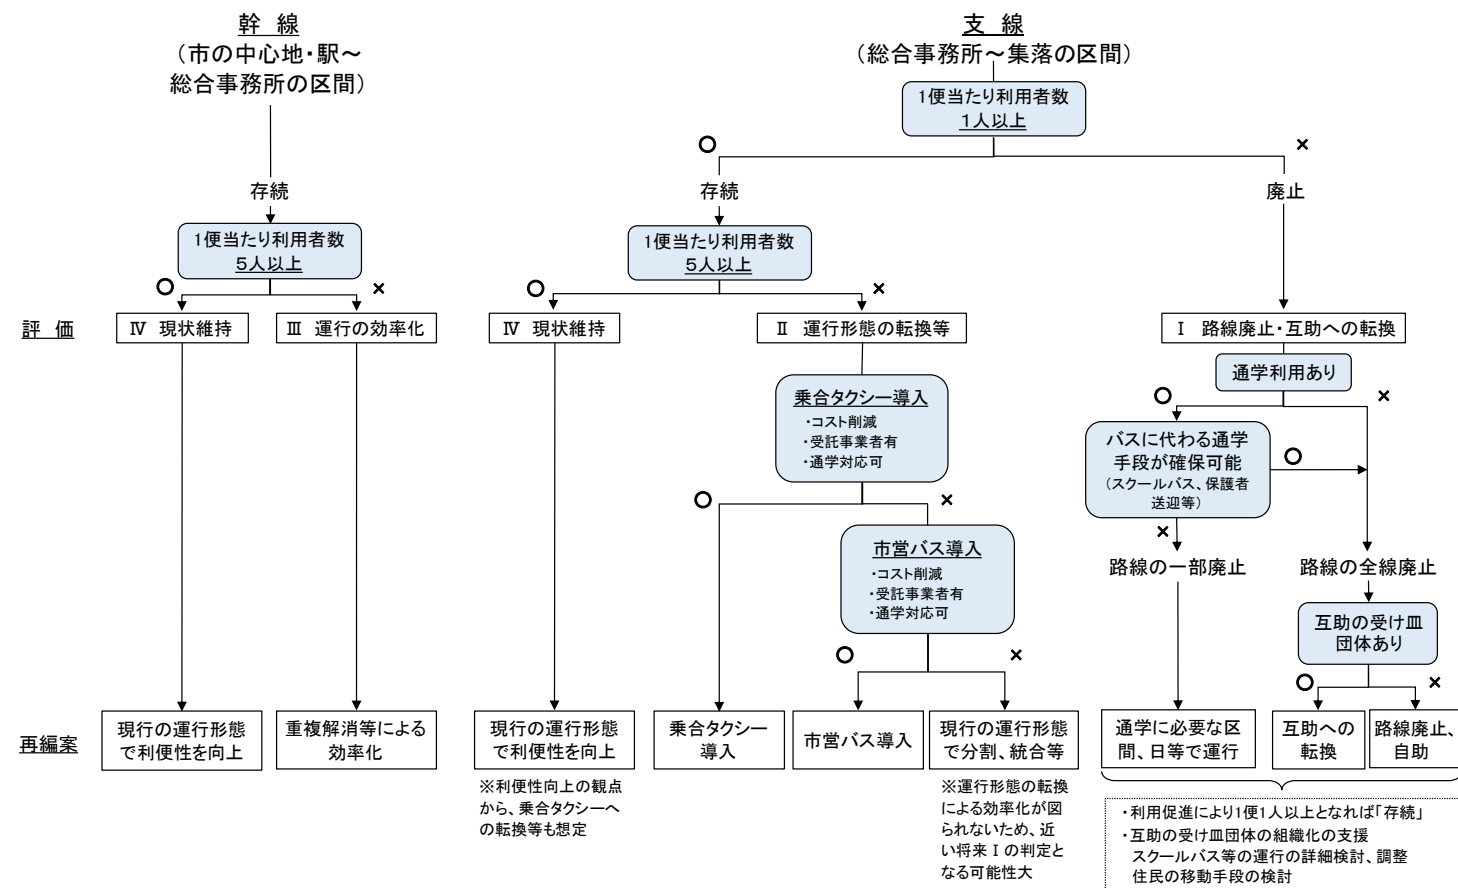 幹 線
（市の中心地・駅～
総合事務所の区間）
支 線
（総合事務所～集落の区間）
1便当たり利用者数
1人以上
○
×
存続
存続
廃止
1便当たり利用者数
5人以上
1便当たり利用者数
5人以上
○
×
○
×
評 価
Ⅳ 現状維持
Ⅲ 運行の効率化
Ⅳ 現状維持
Ⅱ 運行形態の転換等
Ⅰ 路線廃止・互助への転換
通学利用あり
○
×
乗合タクシー導入
・コスト削減
・受託事業者有
・通学対応可
バスに代わる通学
手段が確保可能
（スクールバス、保護者
送迎等）
○
×
○
×
市営バス導入
・コスト削減
・受託事業者有
・通学対応可
路線の一部廃止
路線の全線廃止
互助の受け皿
団体あり
○
×
○
×
再編案
現行の運行形態
で利便性を向上
重複解消等による
効率化
現行の運行形態
で利便性を向上
乗合タクシー
導入
市営バス導入
現行の運行形態
で分割、統合等
通学に必要な区
間、日等で運行
互助への
転換
路線廃止、
自助
※利便性向上の観点
から、乗合タクシーへ
の転換等も想定
※運行形態の転換
による効率化が図
られないため、近
い将来Ⅰの判定と
なる可能性大
・利用促進により1便1人以上となれば「存続」
・互助の受け皿団体の組織化の支援
スクールバス等の運行の詳細検討、調整
住民の移動手段の検討